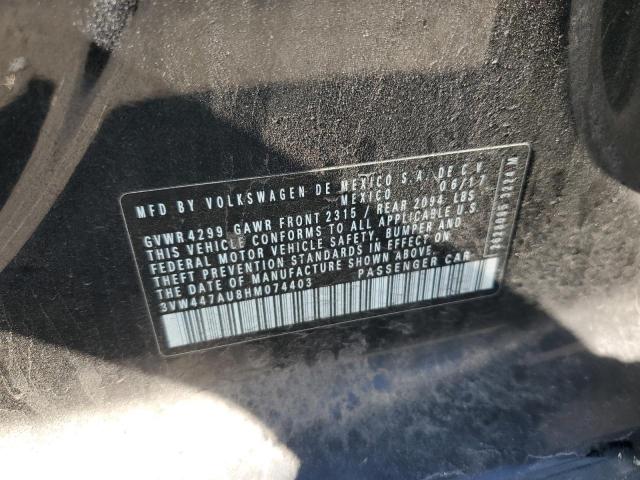 MFD BY VOLKSWAGEN DE MEXICO S.A. DE C.V.
MEXICO 06/17
GVWR 4299 GAWR FRONT 2315 / REAR 2094 LBS
THIS VEHICLE CONFORMS TO ALL APPLICABLE U.S.
FEDERAL MOTOR VEHICLE SAFETY, BUMPER AND
THEFT PREVENTION STANDARDS IN EFFECT ON
THE DATE OF MANUFACTURE SHOWN ABOVE.
3VW447AU8HM074403 PASSENGER CAR